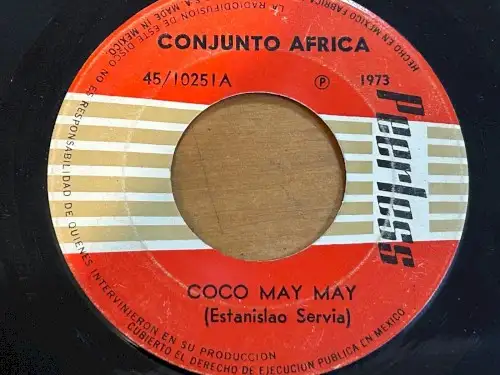 CONJUNTO AFRICA
45/10251A
Ⓟ 1973
Peerless
COCO MAY MAY
(Estanislao Servia)
LA RADIODIFUSION DE ESTE DISCO NO ES RESPONSABILIDAD DE QUIENES INTERVINIERON EN SU PRODUCCION
CUBIERTO EL DERECHO DE EJECUCION PUBLICA EN MEXICO
HECHO EN MEXICO
S.A. MADE IN MEXICO